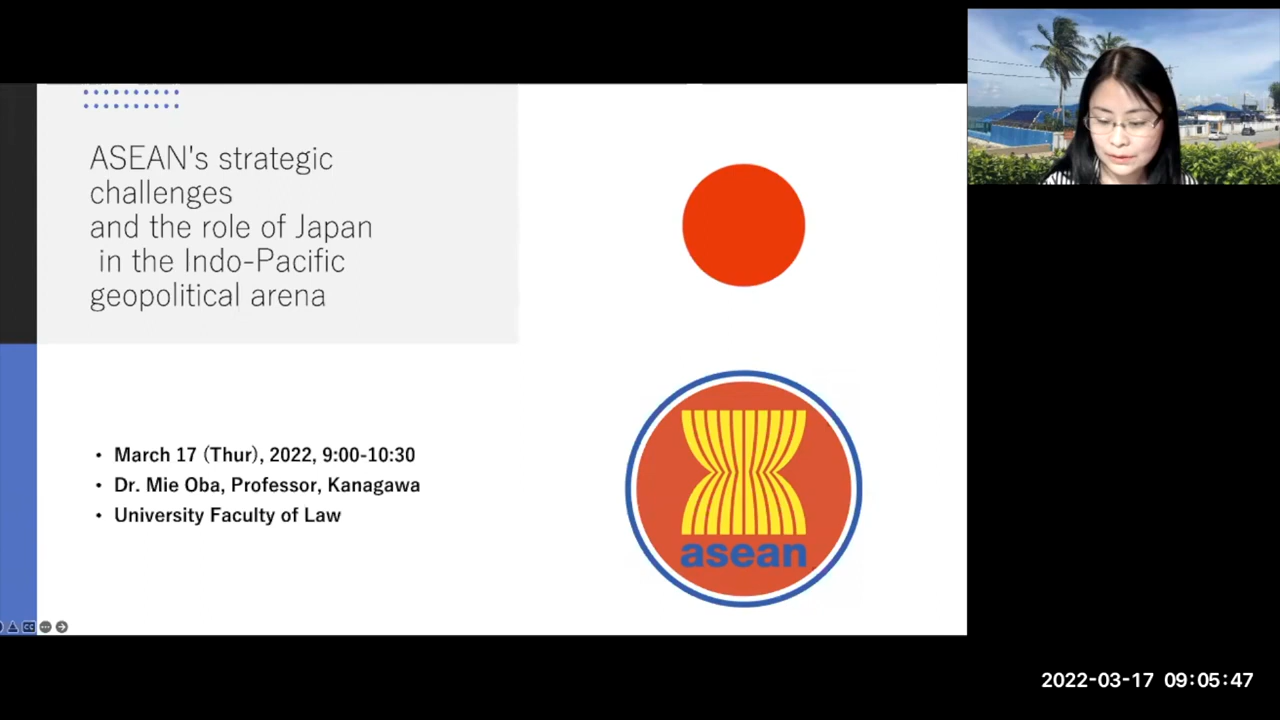 ASEAN's strategic
challenges
and the role of Japan
in the Indo-Pacific
geopolitical arena
• March 17 (Thur), 2022, 9:00-10:30
• Dr. Mie Oba, Professor, Kanagawa
• University Faculty of Law
asean
CC
2022-03-17 09:05:47